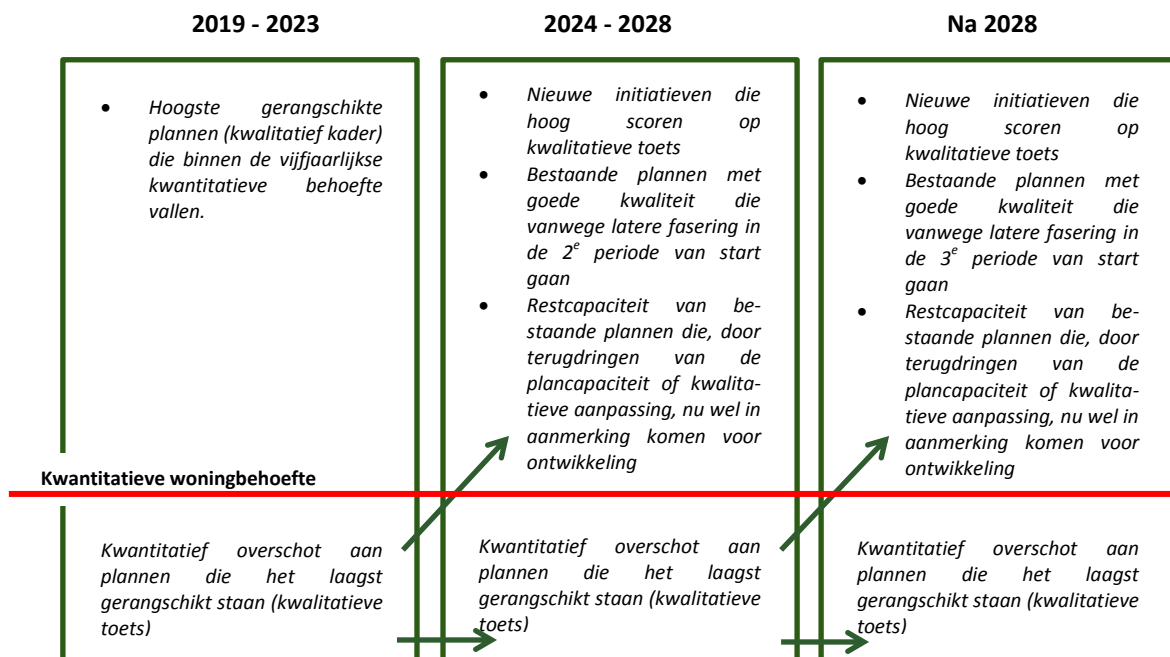 2019 - 2023
2024 - 2028
Na 2028
• Hoogste gerangschikte
plannen (kwalitatief kader)
die binnen de vijfjaarlijkse
kwantitatieve behoefte
vallen.
• Nieuwe initiatieven die
hoog scoren op
kwalitatieve toets
• Bestaande plannen met
goede kwaliteit die
vanwege latere fasering in
de 2e periode van start
gaan
• Restcapaciteit van be-
staande plannen die, door
terugdringen van de
plancapaciteit of kwalita-
tieve aanpassing, nu wel in
aanmerking komen voor
ontwikkeling
• Nieuwe initiatieven die
hoog scoren op
kwalitatieve toets
• Bestaande plannen met
goede kwaliteit die
vanwege latere fasering in
de 3e periode van start
gaan
• Restcapaciteit van be-
staande plannen die, door
terugdringen van de
plancapaciteit of kwalita-
tieve aanpassing, nu wel in
aanmerking komen voor
ontwikkeling
Kwantitatieve woningbehoefte
Kwantitatief overschot aan
plannen die het laagst
gerangschikt staan (kwalitatieve
toets)
Kwantitatief overschot aan
plannen die het laagst
gerangschikt staan (kwalitatieve
toets)
Kwantitatief overschot aan
plannen die het laagst
gerangschikt staan (kwalitatieve
toets)